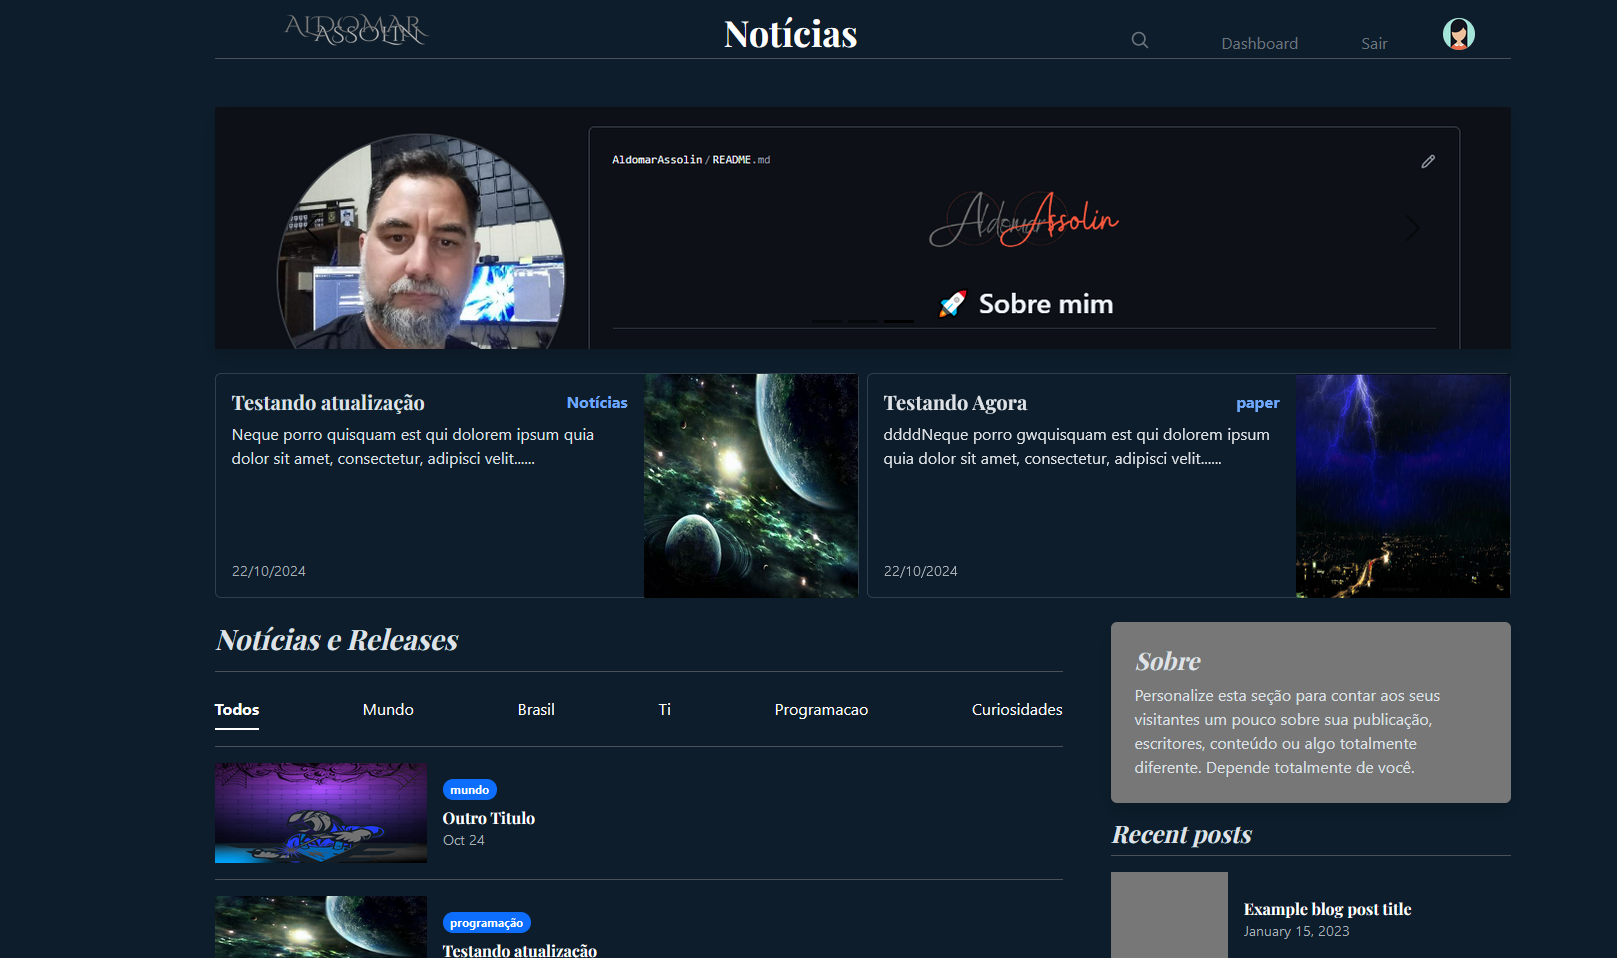 ALDOMAR
ASSOLIN
Notícias
Dashboard
Sair
AldomarAssolin/README.md
Aldomar Assolin
🚀 Sobre mim
Testando atualização
Notícias
Neque porro quisquam est qui dolorem ipsum quia
dolor sit amet, consectetur, adipisci velit......
22/10/2024
Testando Agora
paper
ddddNeque porro gwquisquam est qui dolorem ipsum
quia dolor sit amet, consectetur, adipisci velit......
22/10/2024
Notícias e Releases
Todos
Mundo
Brasil
Ti
Programacao
Curiosidades
mundo
Outro Titulo
Oct 24
programação
Testando atualização
Sobre
Personalize esta seção para contar aos seus
visitantes um pouco sobre sua publicação,
escritores, conteúdo ou algo totalmente
diferente. Depende totalmente de você.
Recent posts
Example blog post title
January 15, 2023